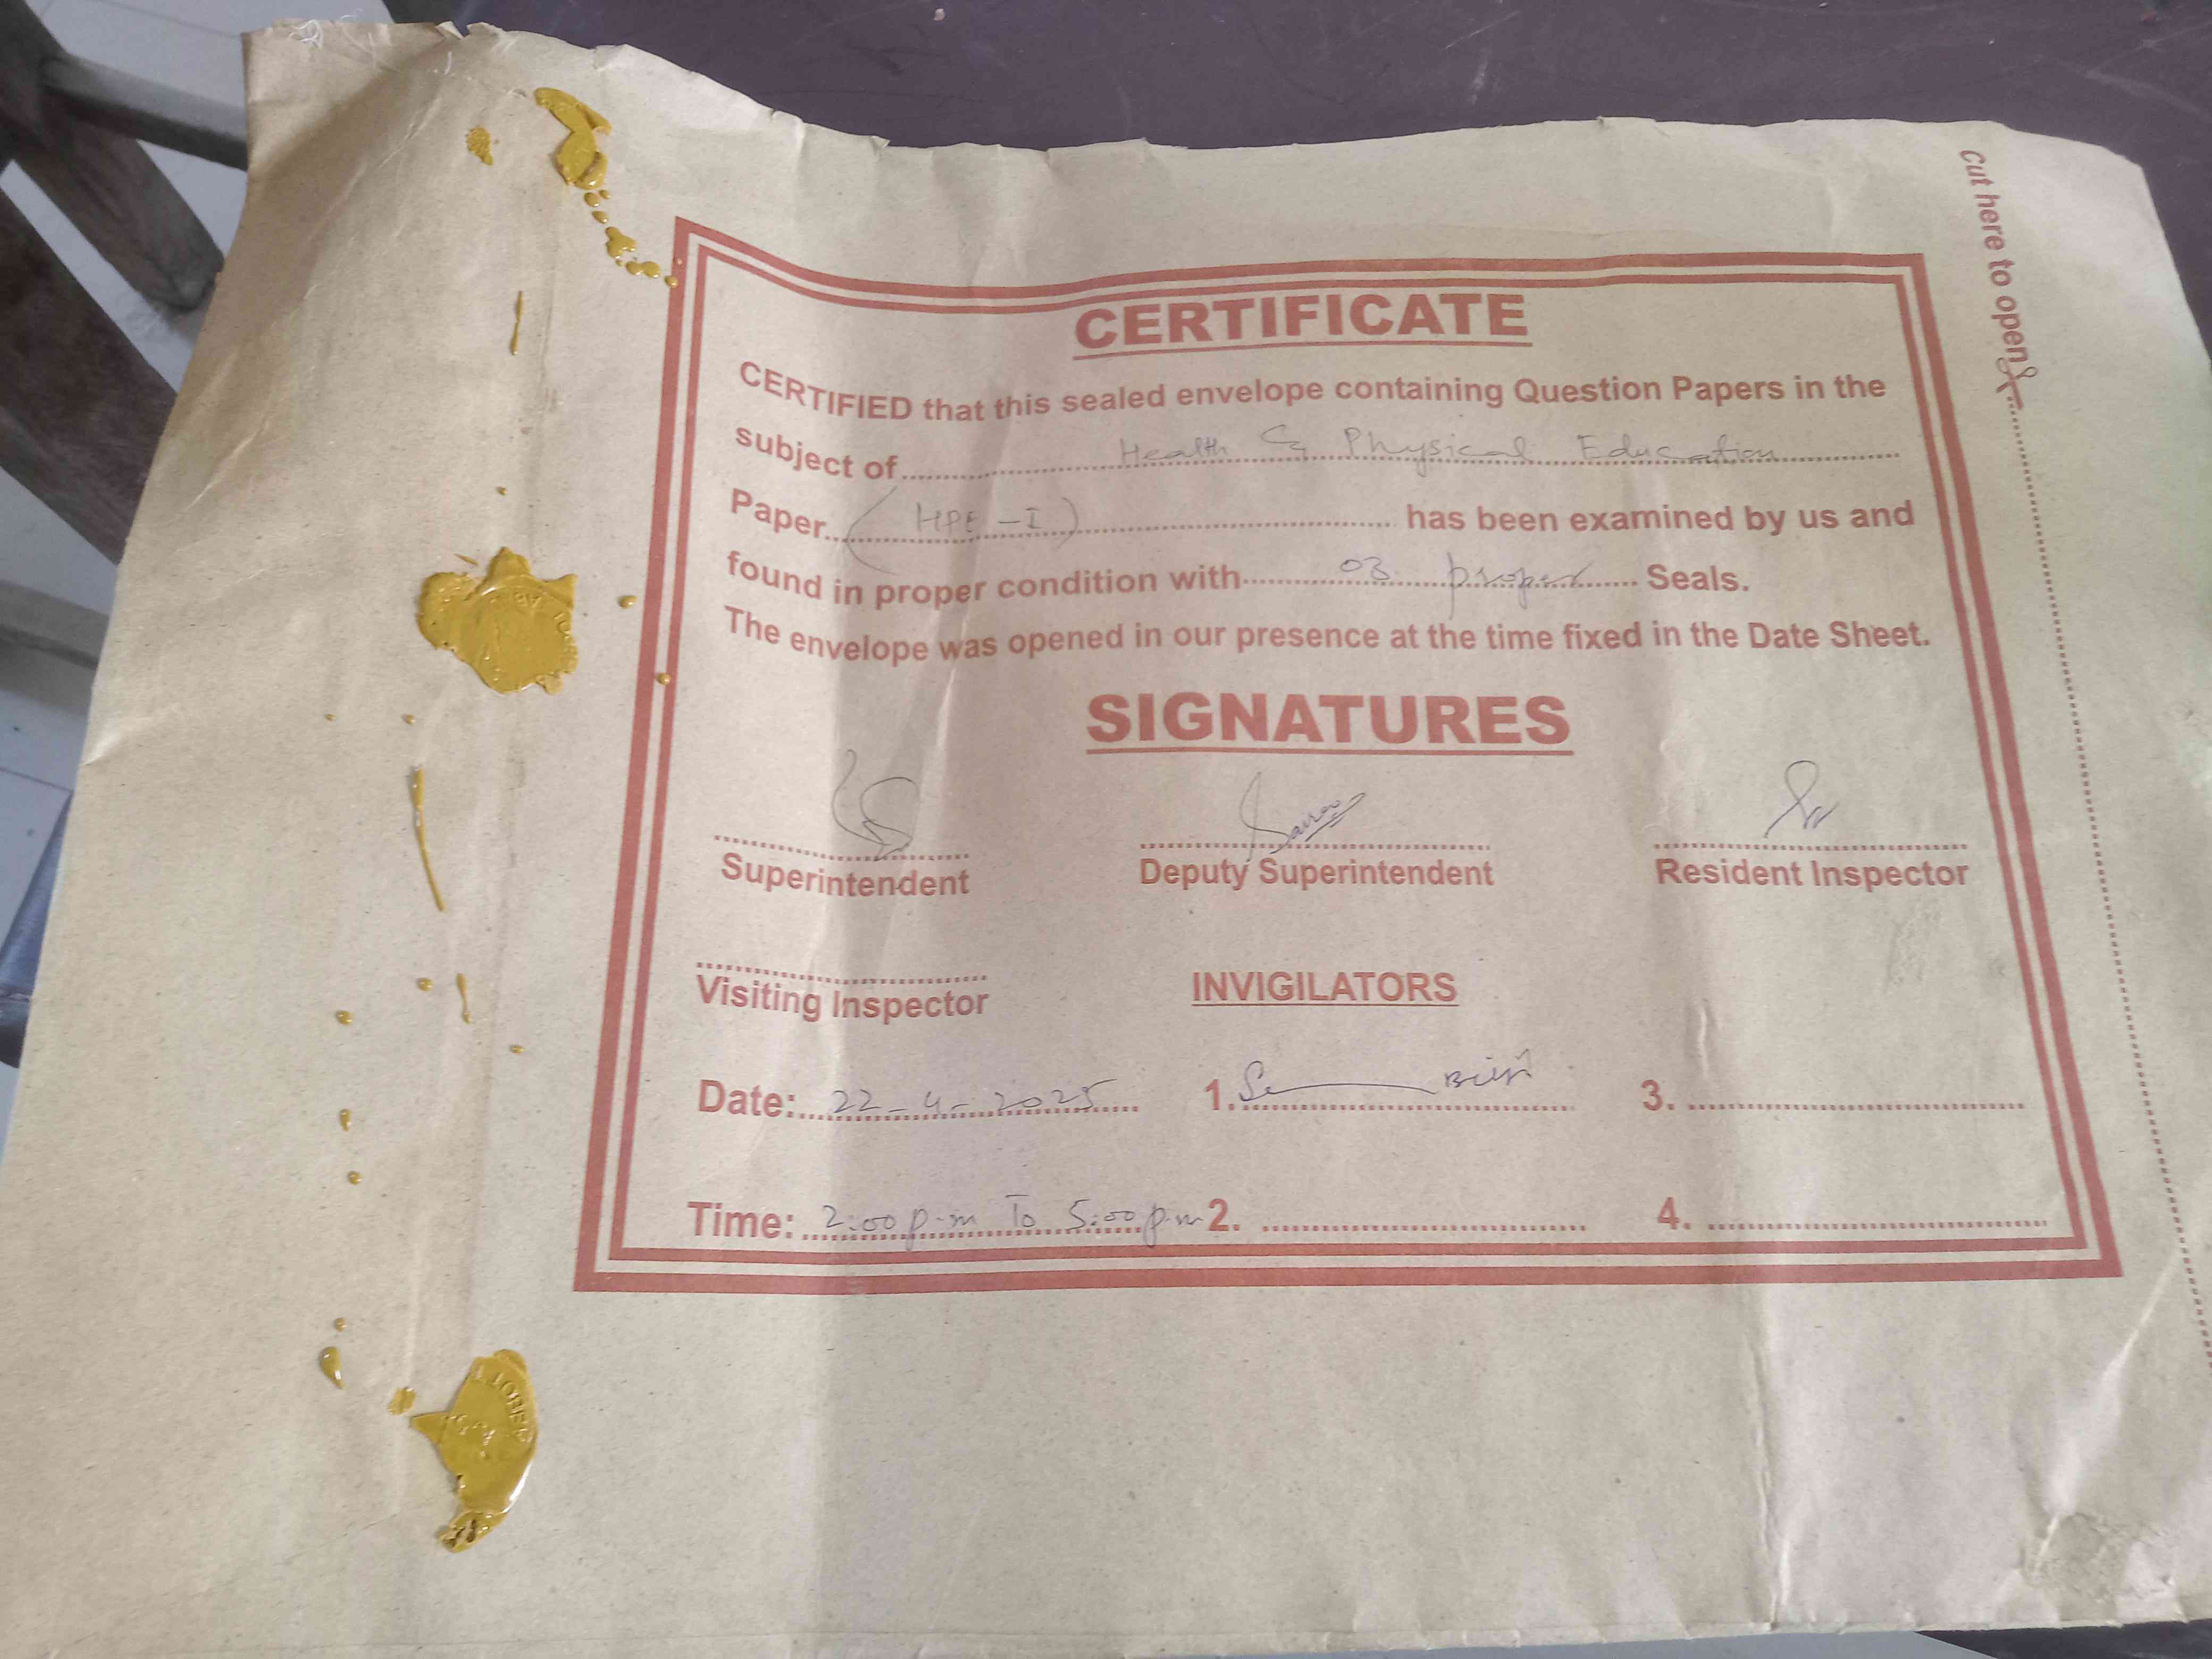 Cut here to open
CERTIFICATE
CERTIFIED that this sealed envelope containing Question Papers in the
subject of Health & Physical Education
Paper (HPE-I) has been examined by us and
found in proper condition with 03 proper Seals.
The envelope was opened in our presence at the time fixed in the Date Sheet.
SIGNATURES
Superintendent Deputy Superintendent Resident Inspector
Visiting Inspector INVIGILATORS
Date: 22-4-2025 1. 3.
Time: 2:00 p.m To 5:00 p.m 2. 4.